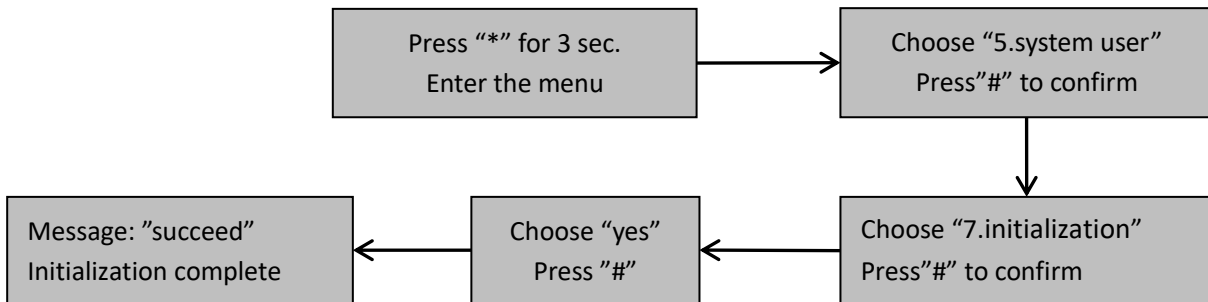 Press “*” for 3 sec.
Enter the menu
Choose “5.system user”
Press”#” to confirm
Choose “7.initialization”
Press”#” to confirm
Choose “yes”
Press ”#”
Message: ”succeed”
Initialization complete